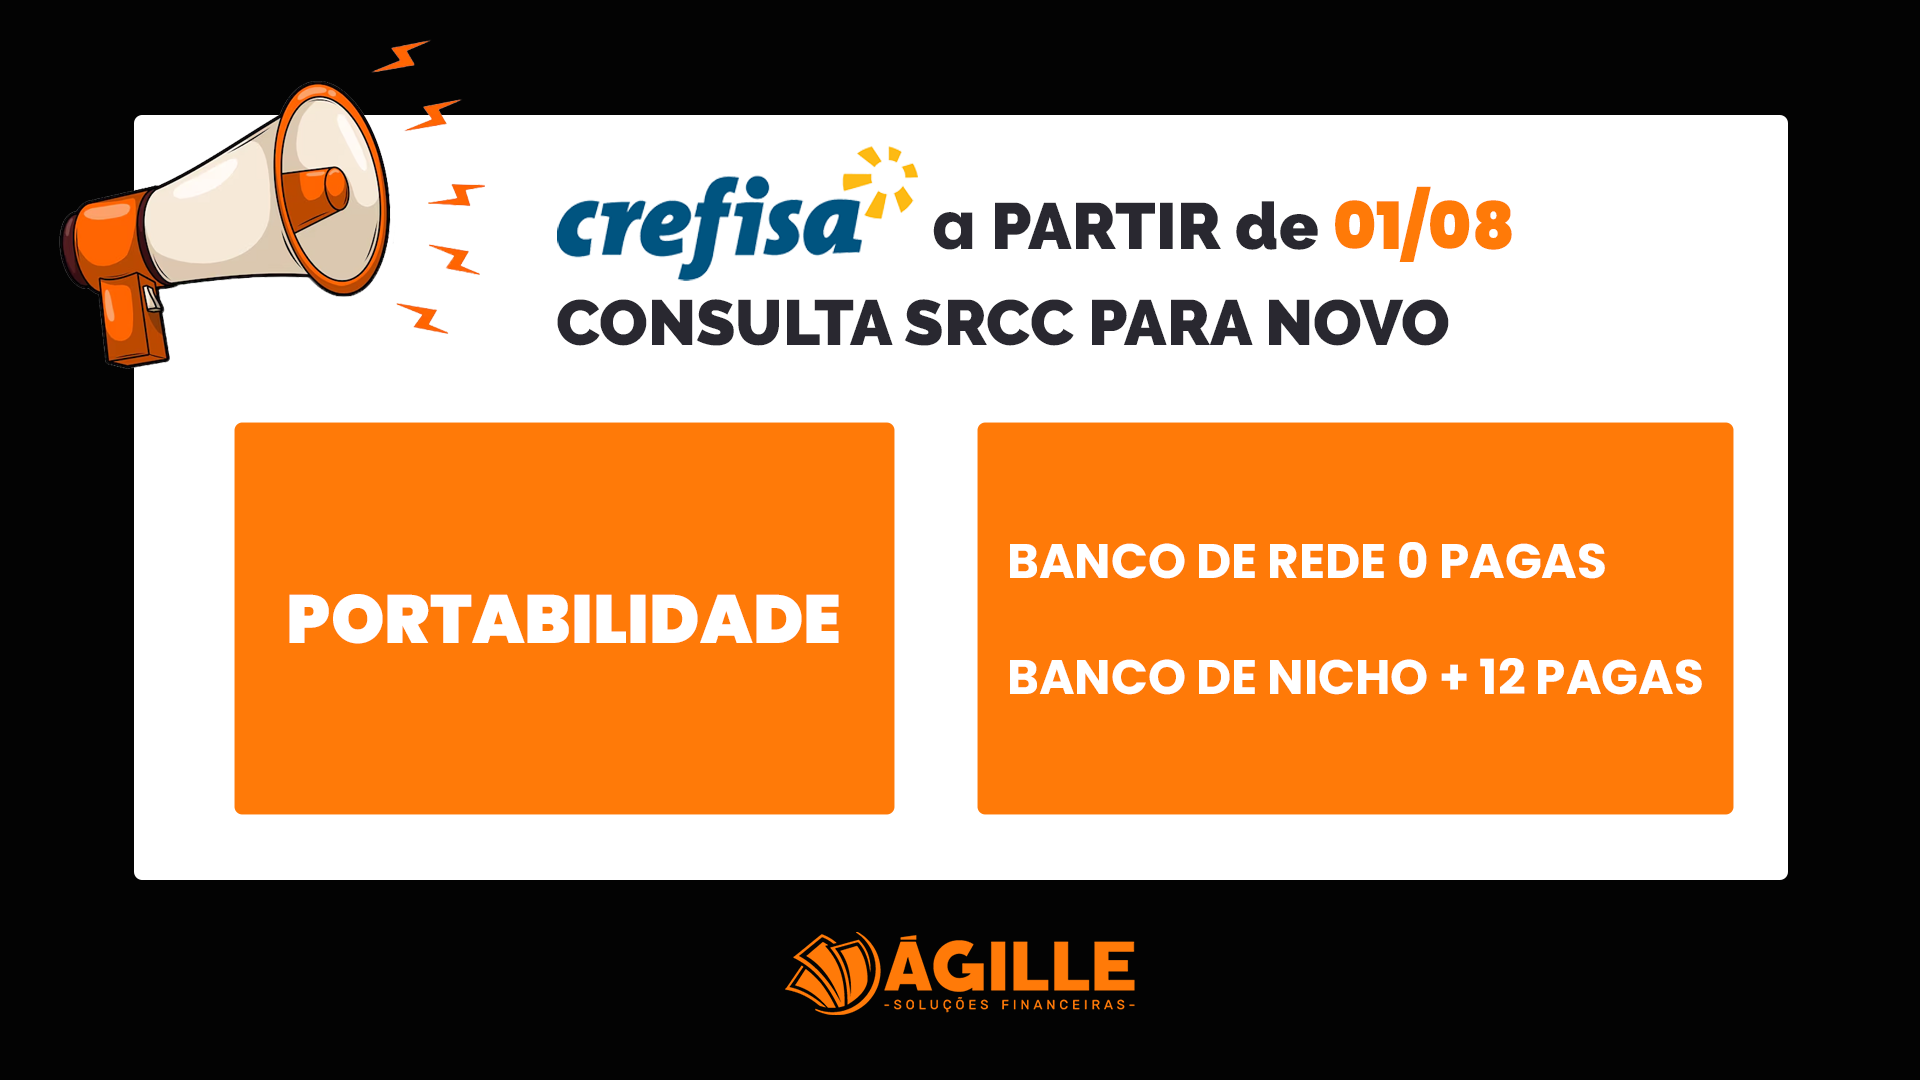 crefisa a PARTIR de 01/08
CONSULTA SRCC PARA NOVO
PORTABILIDADE
BANCO DE REDE 0 PAGAS
BANCO DE NICHO + 12 PAGAS
ÁGILLE
-SOLUÇÕES FINANCEIRAS-